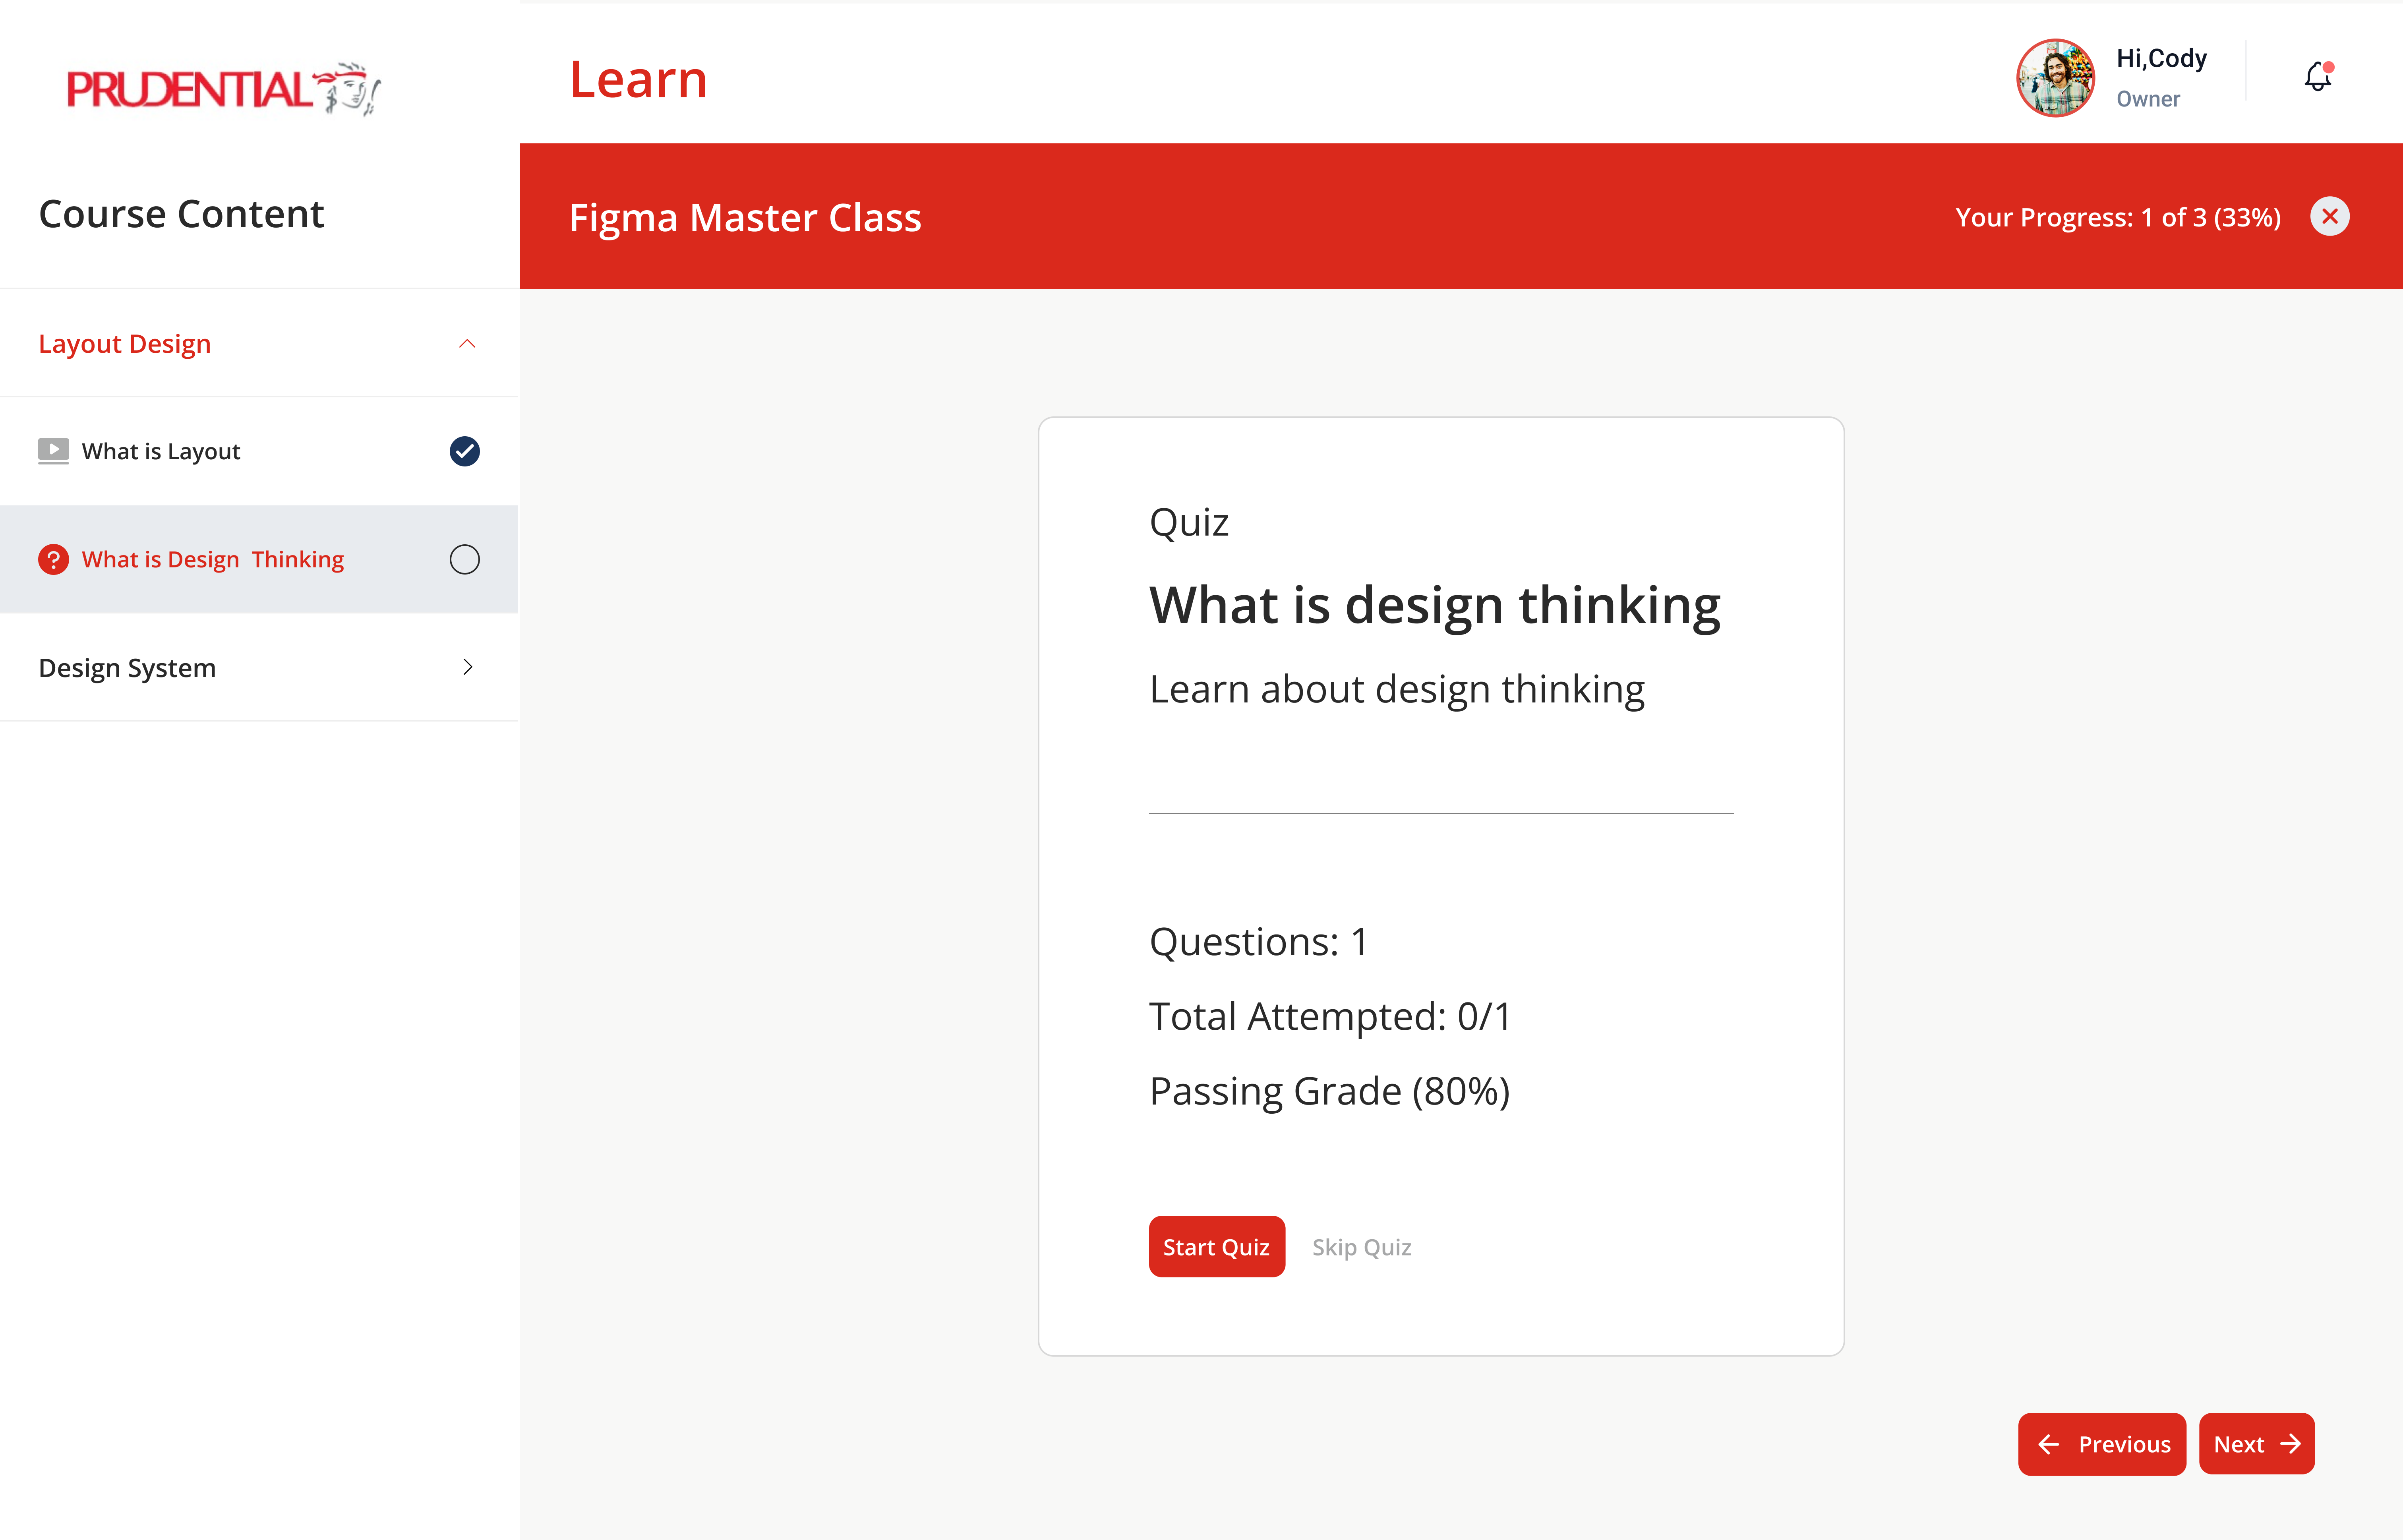 PRUDENTIAL
Learn
Hi,Cody
Owner
Course Content
Figma Master Class
Your Progress: 1 of 3 (33%)
Layout Design
What is Layout
What is Design  Thinking
Design System
Quiz
What is design thinking
Learn about design thinking
Questions: 1
Total Attempted: 0/1
Passing Grade (80%)
Start Quiz
Skip Quiz
Previous
Next